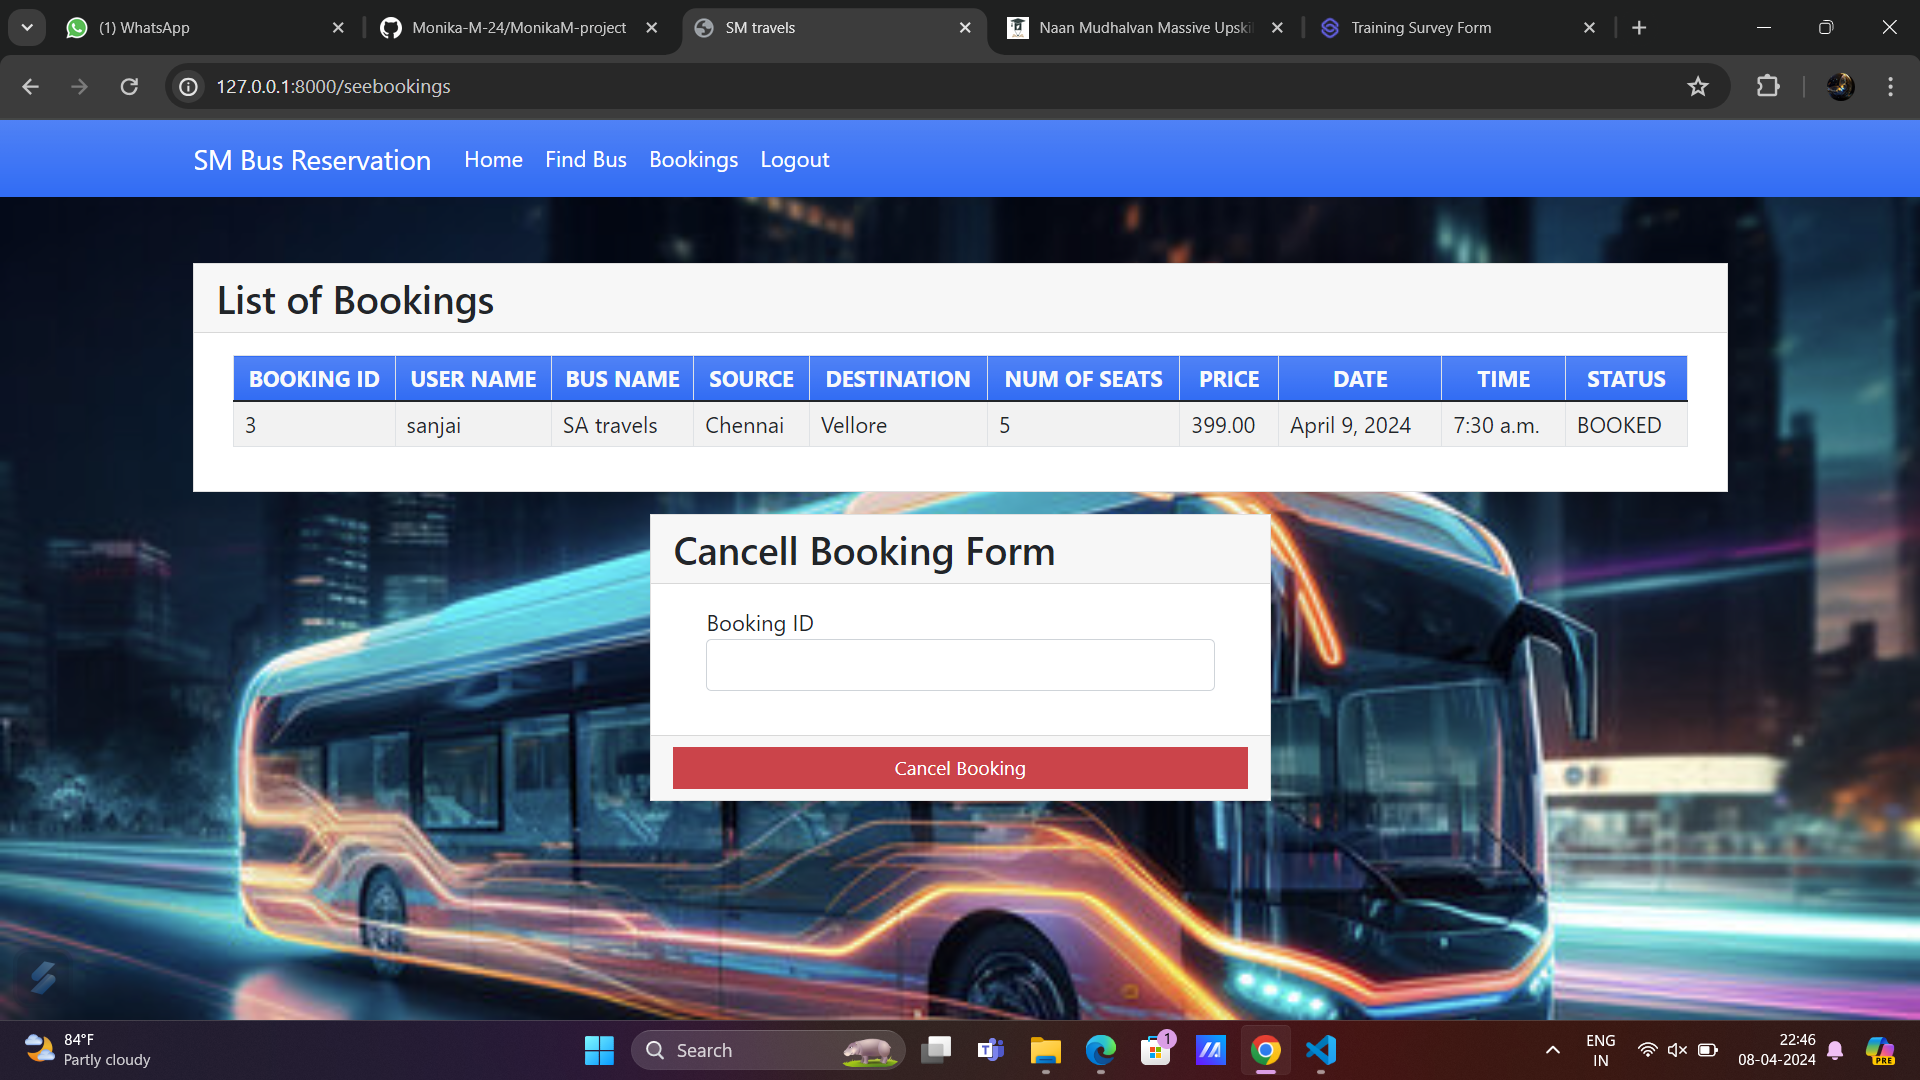 (1) WhatsApp
Monika-M-24/MonikaM-project
SM travels
Naan Mudhalvan Massive Upski
Training Survey Form
127.0.0.1:8000/seebookings
SM Bus Reservation Home Find Bus Bookings Logout
List of Bookings
BOOKING ID USER NAME BUS NAME SOURCE DESTINATION NUM OF SEATS PRICE DATE TIME STATUS
3 sanjai SA travels Chennai Vellore 5 399.00 April 9, 2024 7:30 a.m. BOOKED
Cancell Booking Form
Booking ID
Cancel Booking
84°F
Partly cloudy
Search
1
ENG
IN
22:46
08-04-2024
PRE